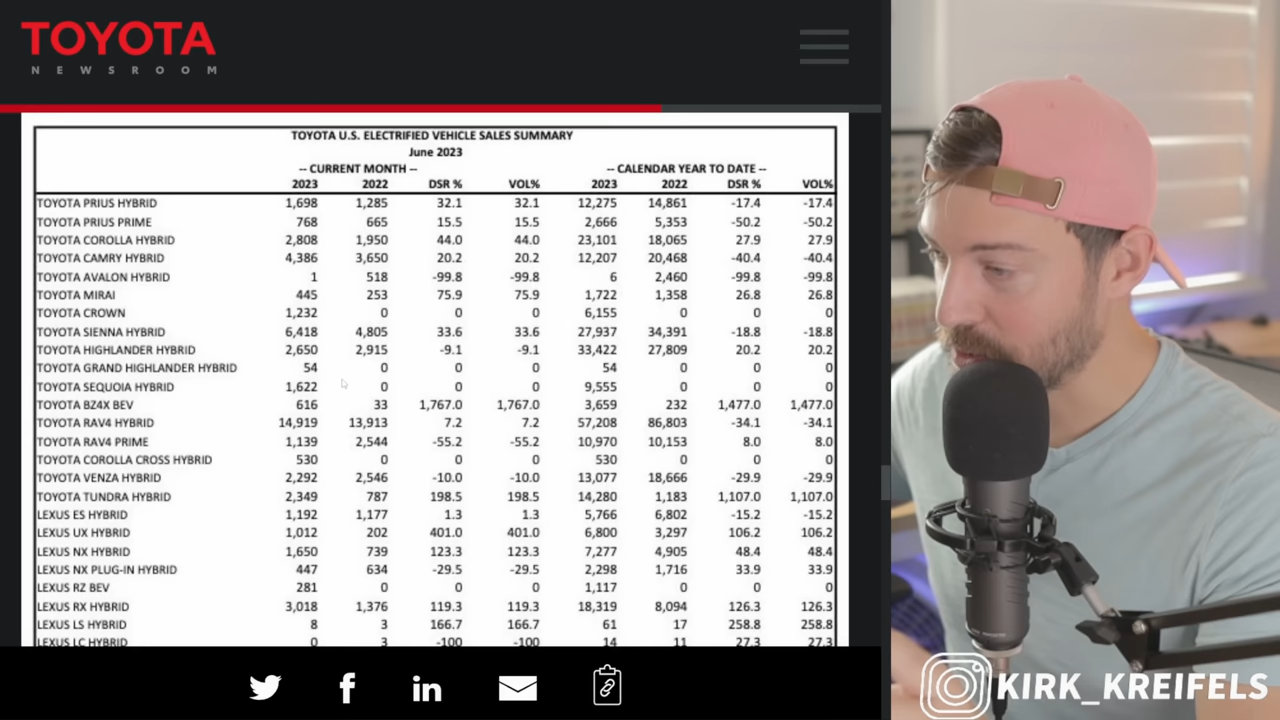 TOYOTA
NEWSROOM
TOYOTA U.S. ELECTRIFIED VEHICLE SALES SUMMARY
June 2023
-- CURRENT MONTH -- -- CALENDAR YEAR TO DATE --
2023 2022 DSR % VOL% 2023 2022 DSR % VOL%
TOYOTA PRIUS HYBRID 1,698 1,285 32.1 32.1 12,275 14,861 -17.4 -17.4
TOYOTA PRIUS PRIME 768 665 15.5 15.5 2,666 5,353 -50.2 -50.2
TOYOTA COROLLA HYBRID 2,808 1,950 44.0 44.0 23,101 18,065 27.9 27.9
TOYOTA CAMRY HYBRID 4,386 3,650 20.2 20.2 12,207 20,468 -40.4 -40.4
TOYOTA AVALON HYBRID 1 518 -99.8 -99.8 6 2,460 -99.8 -99.8
TOYOTA MIRAI 445 253 75.9 75.9 1,722 1,358 26.8 26.8
TOYOTA CROWN 1,232 0 0 0 6,155 0 0 0
TOYOTA SIENNA HYBRID 6,418 4,805 33.6 33.6 27,937 34,391 -18.8 -18.8
TOYOTA HIGHLANDER HYBRID 2,650 2,915 -9.1 -9.1 33,422 27,809 20.2 20.2
TOYOTA GRAND HIGHLANDER HYBRID 54 0 0 0 54 0 0 0
TOYOTA SEQUOIA HYBRID 1,622 0 0 0 9,555 0 0 0
TOYOTA BZ4X BEV 616 33 1,767.0 1,767.0 3,659 232 1,477.0 1,477.0
TOYOTA RAV4 HYBRID 14,919 13,913 7.2 7.2 57,208 86,803 -34.1 -34.1
TOYOTA RAV4 PRIME 1,139 2,544 -55.2 -55.2 10,970 10,153 8.0 8.0
TOYOTA COROLLA CROSS HYBRID 530 0 0 0 530 0 0 0
TOYOTA VENZA HYBRID 2,292 2,546 -10.0 -10.0 13,077 18,666 -29.9 -29.9
TOYOTA TUNDRA HYBRID 2,349 787 198.5 198.5 14,280 1,183 1,107.0 1,107.0
LEXUS ES HYBRID 1,192 1,177 1.3 1.3 5,766 6,802 -15.2 -15.2
LEXUS UX HYBRID 1,012 202 401.0 401.0 6,800 3,297 106.2 106.2
LEXUS NX HYBRID 1,650 739 123.3 123.3 7,277 4,905 48.4 48.4
LEXUS NX PLUG-IN HYBRID 447 634 -29.5 -29.5 2,298 1,716 33.9 33.9
LEXUS RZ BEV 281 0 0 0 1,117 0 0 0
LEXUS RX HYBRID 3,018 1,376 119.3 119.3 18,319 8,094 126.3 126.3
LEXUS LS HYBRID 8 3 166.7 166.7 61 17 258.8 258.8
LEXUS LC HYBRID 0 3 -100 -100 14 11 27.3 27.3
KIRK_KREIFELS